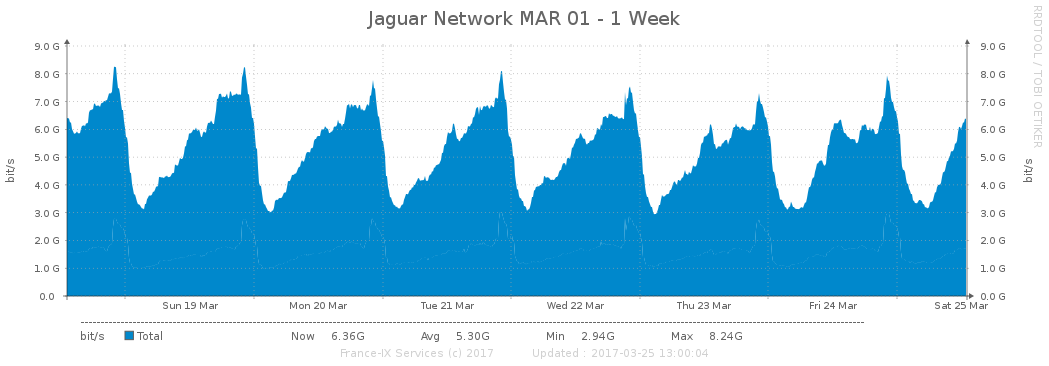 Jaguar Network MAR 01 - 1 Week
RRDTOOL / TOBI OETIKER
bit/s
9.0 G 9.0 G
8.0 G 8.0 G
7.0 G 7.0 G
6.0 G 6.0 G
5.0 G 5.0 G
4.0 G 4.0 G
3.0 G 3.0 G
2.0 G 2.0 G
1.0 G 1.0 G
0.0 0.0 G
bit/s
Sun 19 Mar Mon 20 Mar Tue 21 Mar Wed 22 Mar Thu 23 Mar Fri 24 Mar Sat 25 Mar
bit/s Total Now 6.36G Avg 5.30G Min 2.94G Max 8.24G
France-IX Services (c) 2017 Updated : 2017-03-25 13:00:04